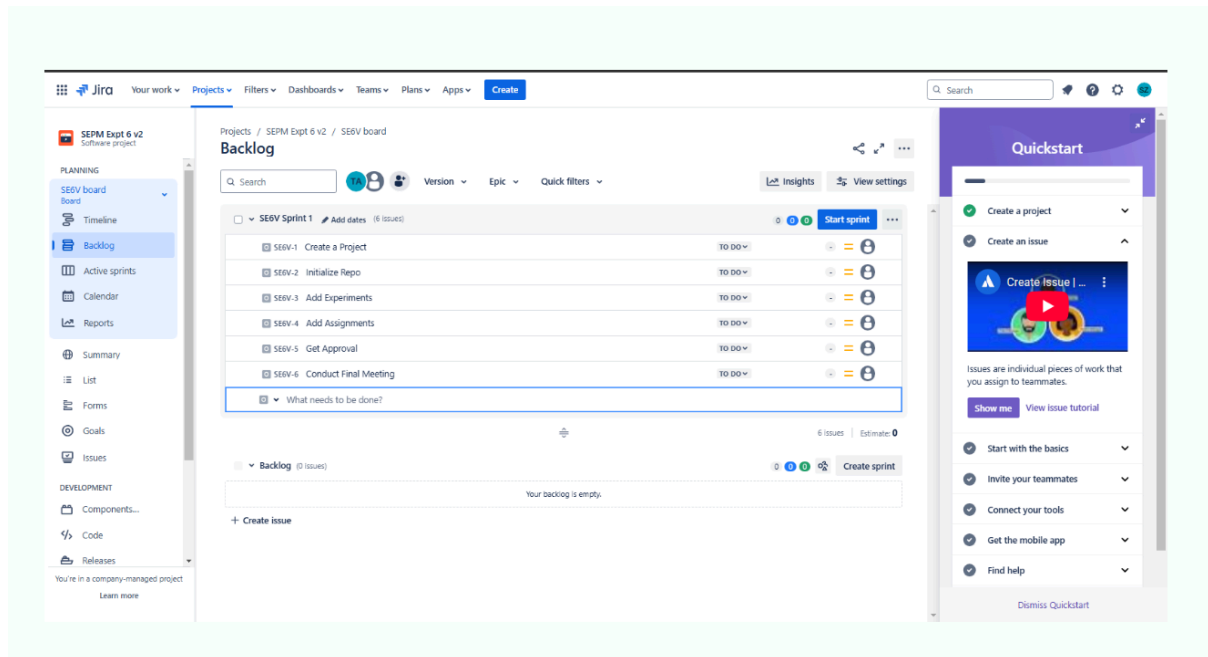 Jira Your work Projects Filters Dashboards Teams Plans Apps Create Search SZ
SEPM Expt 6 v2
Software project
PLANNING
SE6V board
Board
Timeline
Backlog
Active sprints
Calendar
Reports
Summary
List
Forms
Goals
Issues
DEVELOPMENT
Components...
Code
Releases
You're in a company-managed project
Learn more
Projects / SEPM Expt 6 v2 / SE6V board
Backlog
Search TA Version Epic Quick filters Insights View settings
SE6V Sprint 1 Add dates (6 issues) 0 0 0 Start sprint
SE6V-1 Create a Project TO DO -
SE6V-2 Initialize Repo TO DO -
SE6V-3 Add Experiments TO DO -
SE6V-4 Add Assignments TO DO -
SE6V-5 Get Approval TO DO -
SE6V-6 Conduct Final Meeting TO DO -
What needs to be done?
6 issues Estimate: 0
Backlog (0 issues) 0 0 0 Create sprint
Your backlog is empty.
+ Create issue
Quickstart
Create a project
Create an issue
Create Issue | ...
Issues are individual pieces of work that
you assign to teammates.
Show me View issue tutorial
Start with the basics
Invite your teammates
Connect your tools
Get the mobile app
Find help
Dismiss Quickstart